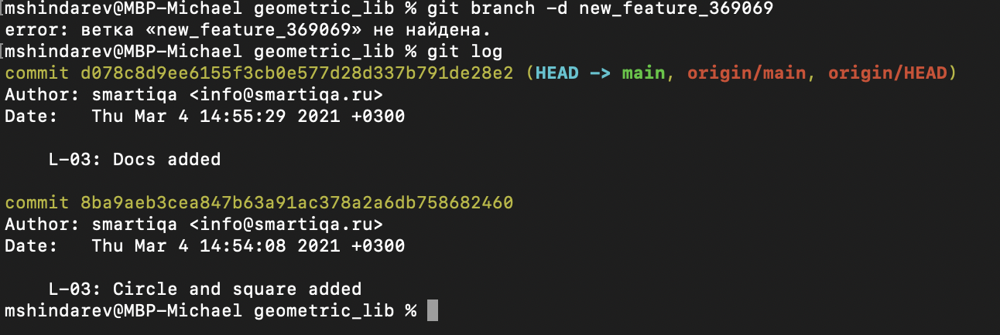 [mshindarev@MBP-Michael geometric_lib % git branch -d new_feature_369069
error: ветка «new_feature_369069» не найдена.
[mshindarev@MBP-Michael geometric_lib % git log
commit d078c8d9ee6155f3cb0e577d28d337b791de28e2 (HEAD -> main, origin/main, origin/HEAD)
Author: smartiqa <info@smartiqa.ru>
Date:   Thu Mar 4 14:55:29 2021 +0300
    L-03: Docs added
commit 8ba9aeb3cea847b63a91ac378a2a6db758682460
Author: smartiqa <info@smartiqa.ru>
Date:   Thu Mar 4 14:54:08 2021 +0300
    L-03: Circle and square added
mshindarev@MBP-Michael geometric_lib %